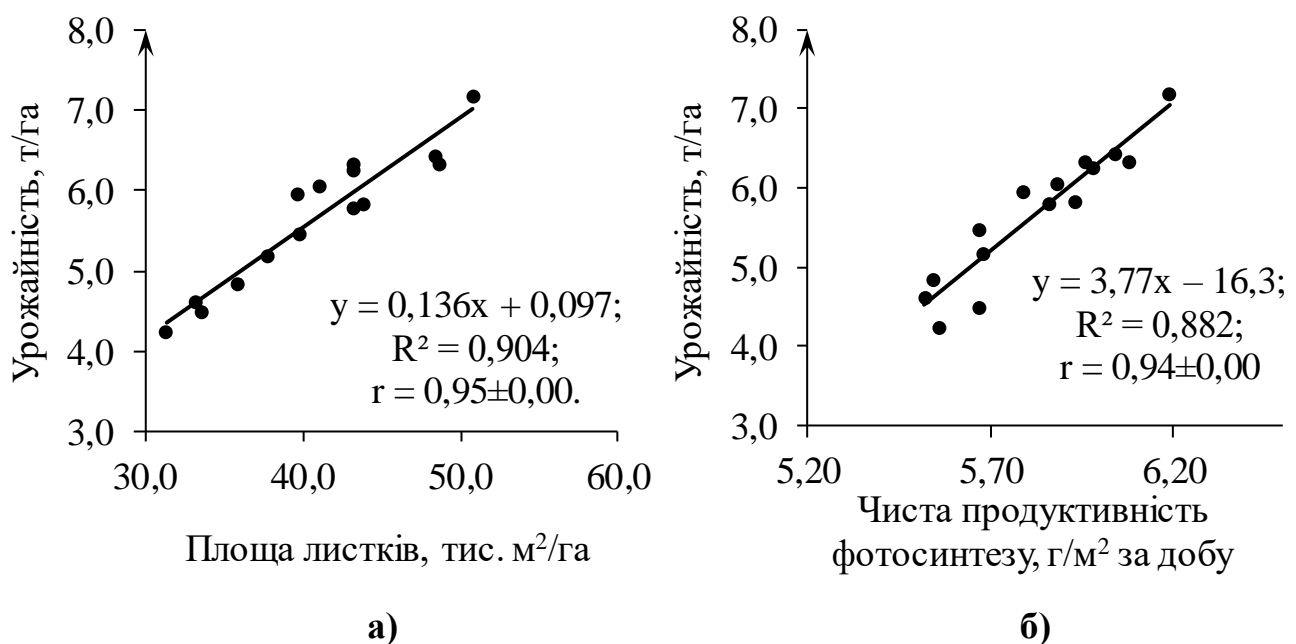 8,0
7,0
6,0
5,0
4,0
3,0
Урожайність, т/га
30,0 40,0 50,0 60,0
y = 0,136x + 0,097;
R² = 0,904;
r = 0,95±0,00.
Площа листків, тис. м²/га
а)
8,0
7,0
6,0
5,0
4,0
3,0
Урожайність, т/га
5,20 5,70 6,20
y = 3,77x – 16,3;
R² = 0,882;
r = 0,94±0,00
Чиста продуктивність
фотосинтезу, г/м² за добу
б)